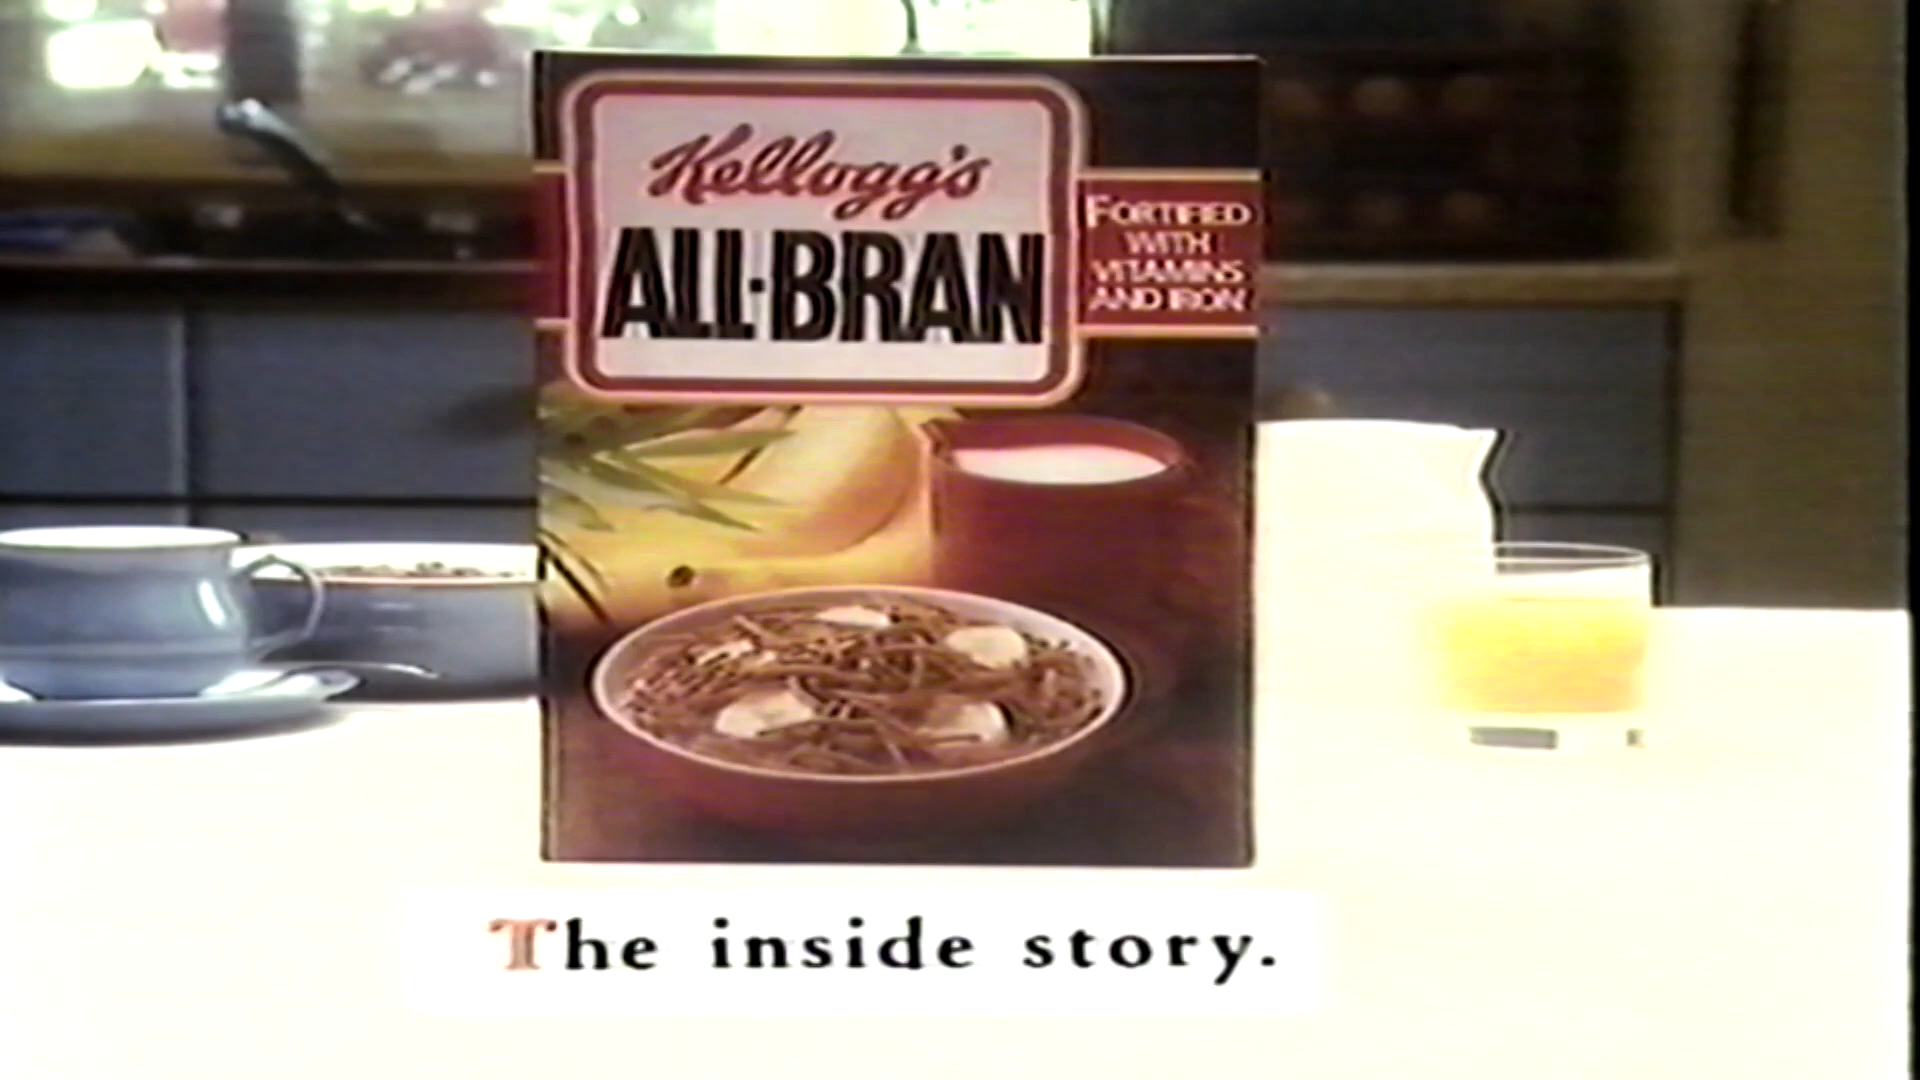 Kellogg's
ALL-BRAN
FORTIFIED
WITH
VITAMINS
AND IRON
The inside story.